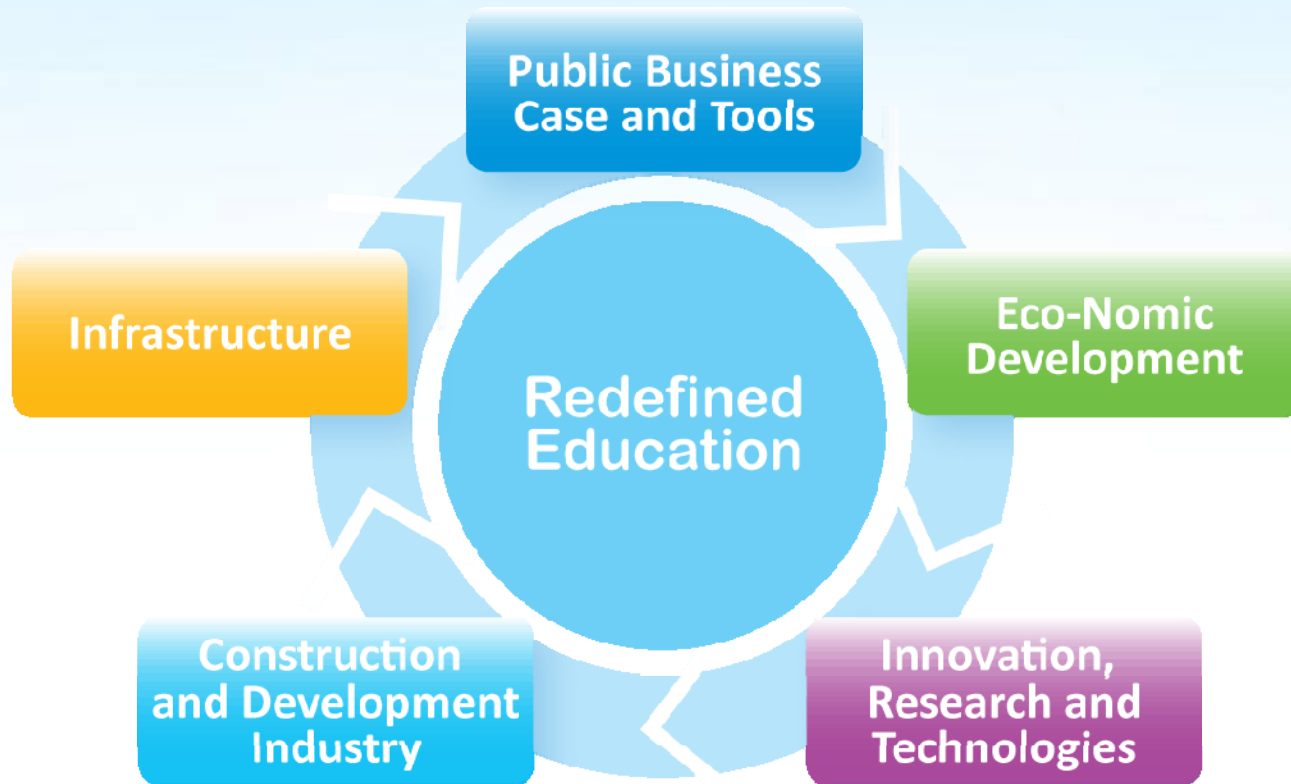 Public Business
Case and Tools
Infrastructure
Eco-Nomic
Development
Redefined
Education
Construction
and Development
Industry
Innovation,
Research and
Technologies